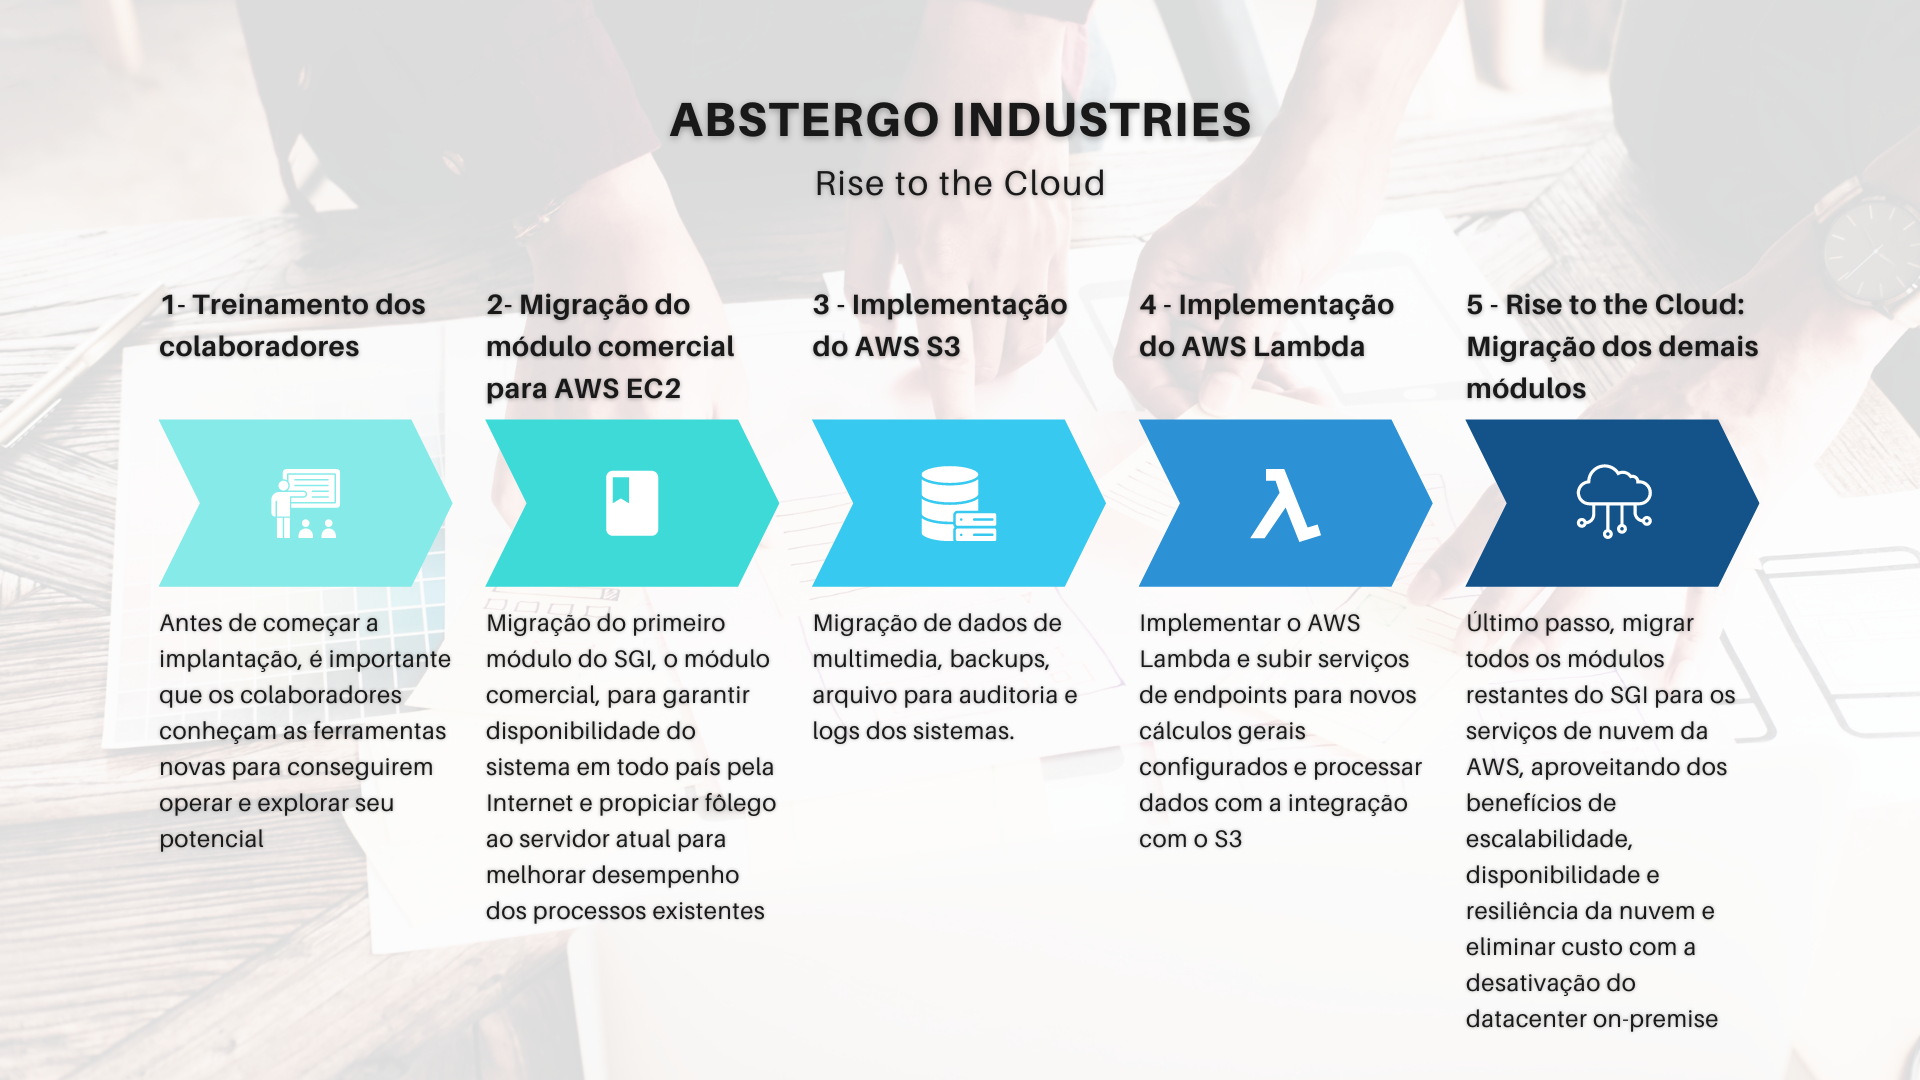 ABSTERGO INDUSTRIES
Rise to the Cloud
1- Treinamento dos
colaboradores
Antes de começar a
implantação, é importante
que os colaboradores
conheçam as ferramentas
novas para conseguirem
operar e explorar seu
potencial
2- Migração do
módulo comercial
para AWS EC2
Migração do primeiro
módulo do SGI, o módulo
comercial, para garantir
disponibilidade do
sistema em todo país pela
Internet e propiciar fôlego
ao servidor atual para
melhorar desempenho
dos processos existentes
3 - Implementação
do AWS S3
Migração de dados de
multimedia, backups,
arquivo para auditoria e
logs dos sistemas.
4 - Implementação
do AWS Lambda
Implementar o AWS
Lambda e subir serviços
de endpoints para novos
cálculos gerais
configurados e processar
dados com a integração
com o S3
5 - Rise to the Cloud:
Migração dos demais
módulos
Último passo, migrar
todos os módulos
restantes do SGI para os
serviços de nuvem da
AWS, aproveitando dos
benefícios de
escalabilidade,
disponibilidade e
resiliência da nuvem e
eliminar custo com a
desativação do
datacenter on-premise